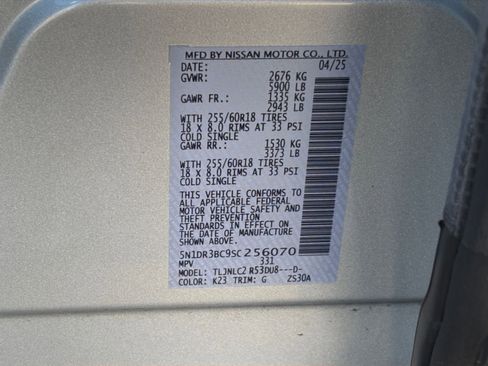 MFD BY NISSAN MOTOR CO., LTD.
DATE: 04/25
GVWR: 2676 KG
5900 LB
GAWR FR.: 1335 KG
2943 LB
WITH 255/60R18 TIRES
18 X 8.0 RIMS AT 33 PSI
COLD SINGLE
GAWR RR.: 1530 KG
3373 LB
WITH 255/60R18 TIRES
18 X 8.0 RIMS AT 33 PSI
COLD SINGLE
THIS VEHICLE CONFORMS TO
ALL APPLICABLE FEDERAL
MOTOR VEHICLE SAFETY AND
THEFT PREVENTION
STANDARDS IN EFFECT ON
THE DATE OF MANUFACTURE
SHOWN ABOVE.
5N1DR3BC9SC256070
MPV 331
MODEL: TLJNLC2 R53DU8---D-
COLOR: K23 TRIM: G ZS30A